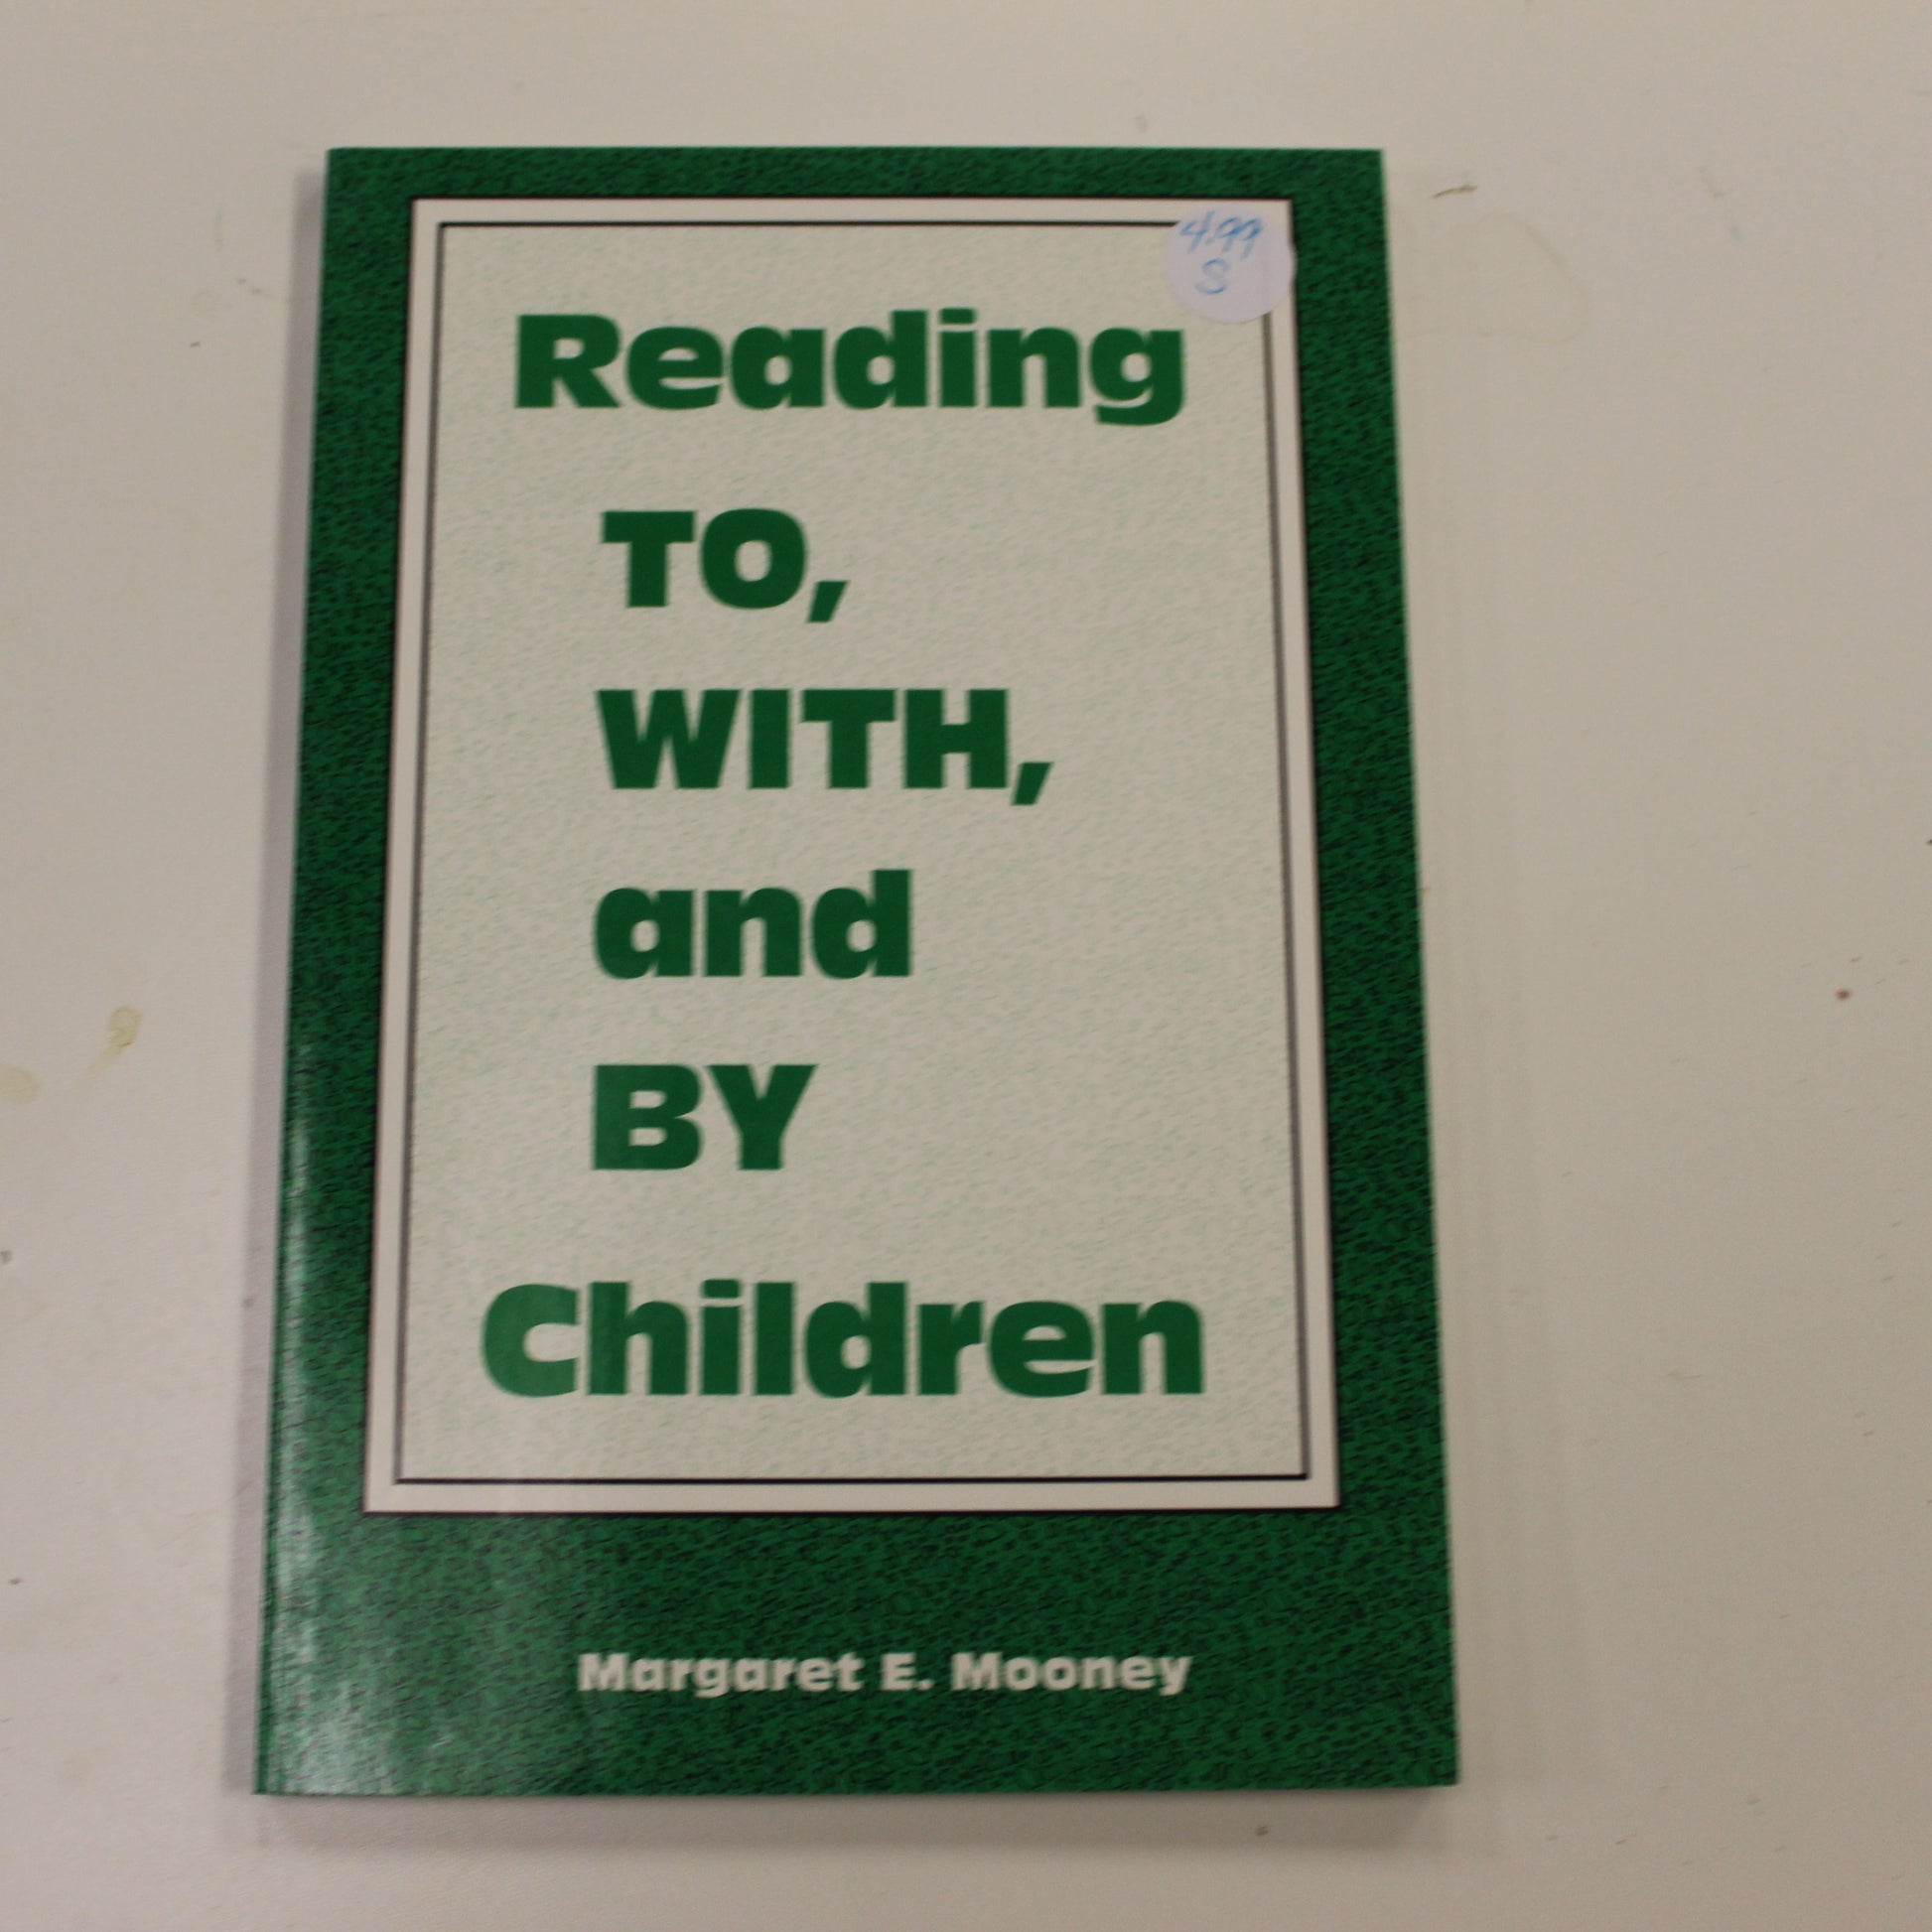 4.99
S
Reading
TO,
WITH,
and
BY
Children
Margaret E. Mooney